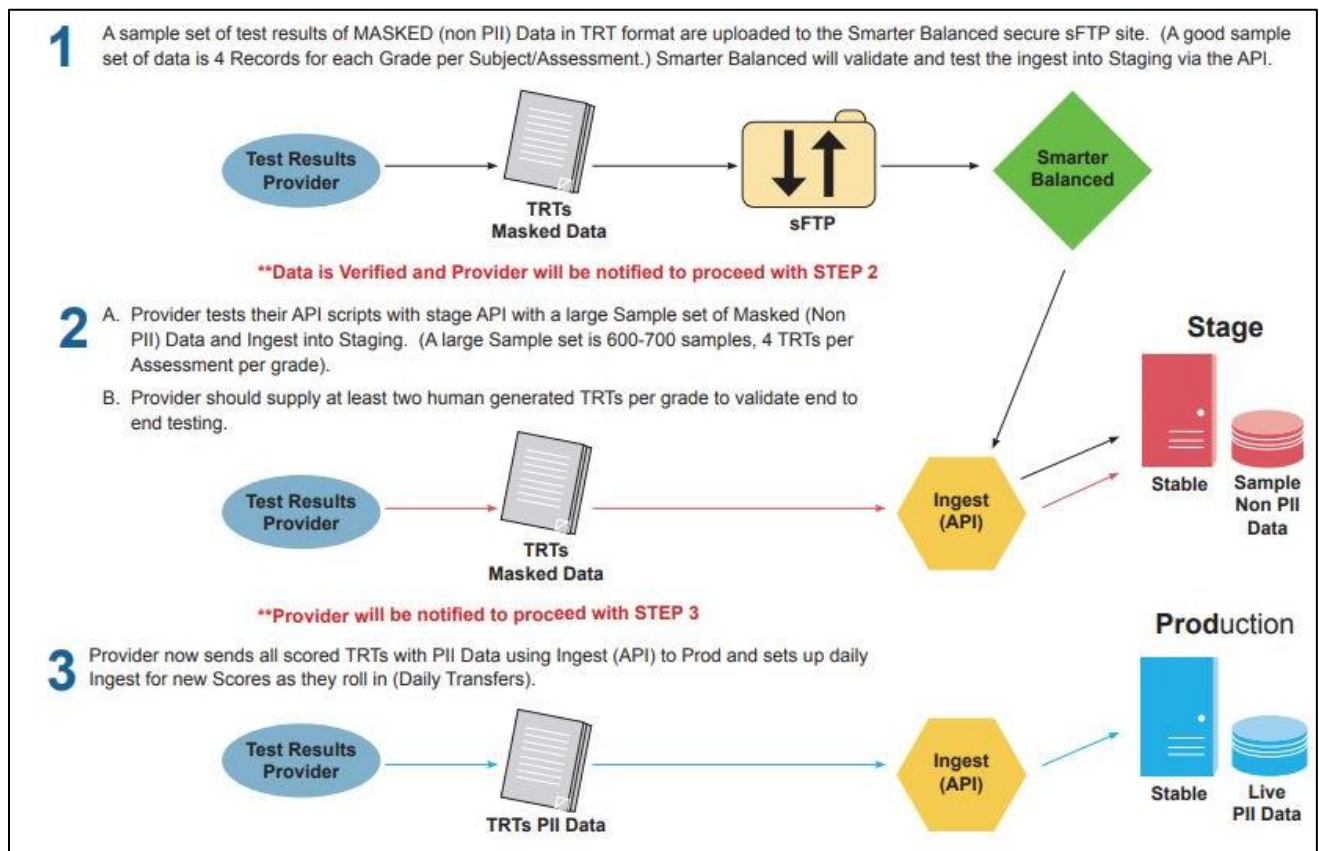 1
A sample set of test results of MASKED (non PII) Data in TRT format are uploaded to the Smarter Balanced secure sFTP site. (A good sample
set of data is 4 Records for each Grade per Subject/Assessment.) Smarter Balanced will validate and test the ingest into Staging via the API.
Test Results
Provider
TRTs
Masked Data
sFTP
Smarter
Balanced
**Data is Verified and Provider will be notified to proceed with STEP 2
2
A. Provider tests their API scripts with stage API with a large Sample set of Masked (Non
PII) Data and Ingest into Staging. (A large Sample set is 600-700 samples, 4 TRTs per
Assessment per grade).
B. Provider should supply at least two human generated TRTs per grade to validate end to
end testing.
Test Results
Provider
TRTs
Masked Data
Ingest
(API)
Stage
Stable
Sample
Non PII
Data
**Provider will be notified to proceed with STEP 3
3
Provider now sends all scored TRTs with PII Data using Ingest (API) to Prod and sets up daily
Ingest for new Scores as they roll in (Daily Transfers).
Test Results
Provider
TRTs PII Data
Ingest
(API)
Production
Stable
Live
PII Data